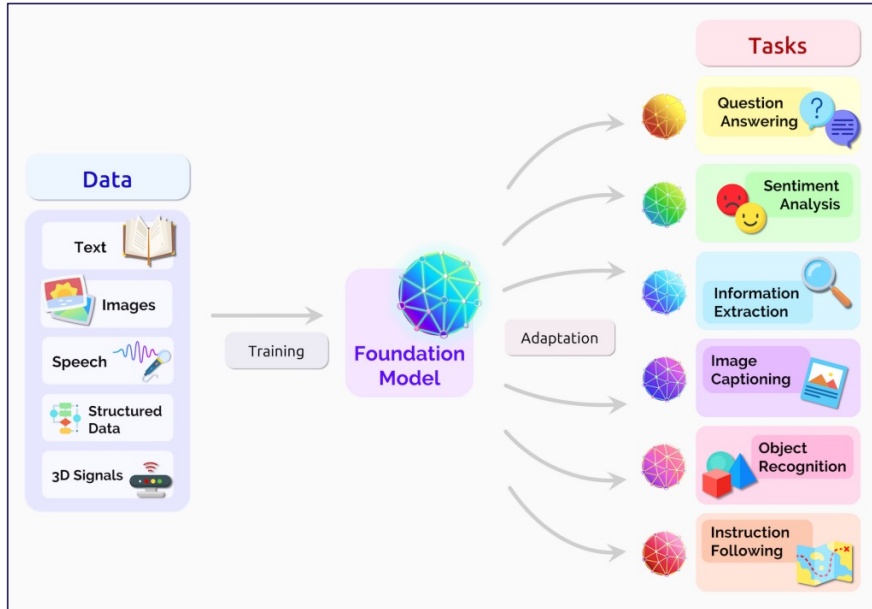 Data
Text
Images
Speech
Structured
Data
3D Signals
Training
Foundation
Model
Adaptation
Tasks
Question
Answering
?
Sentiment
Analysis
Information
Extraction
Image
Captioning
Object
Recognition
Instruction
Following